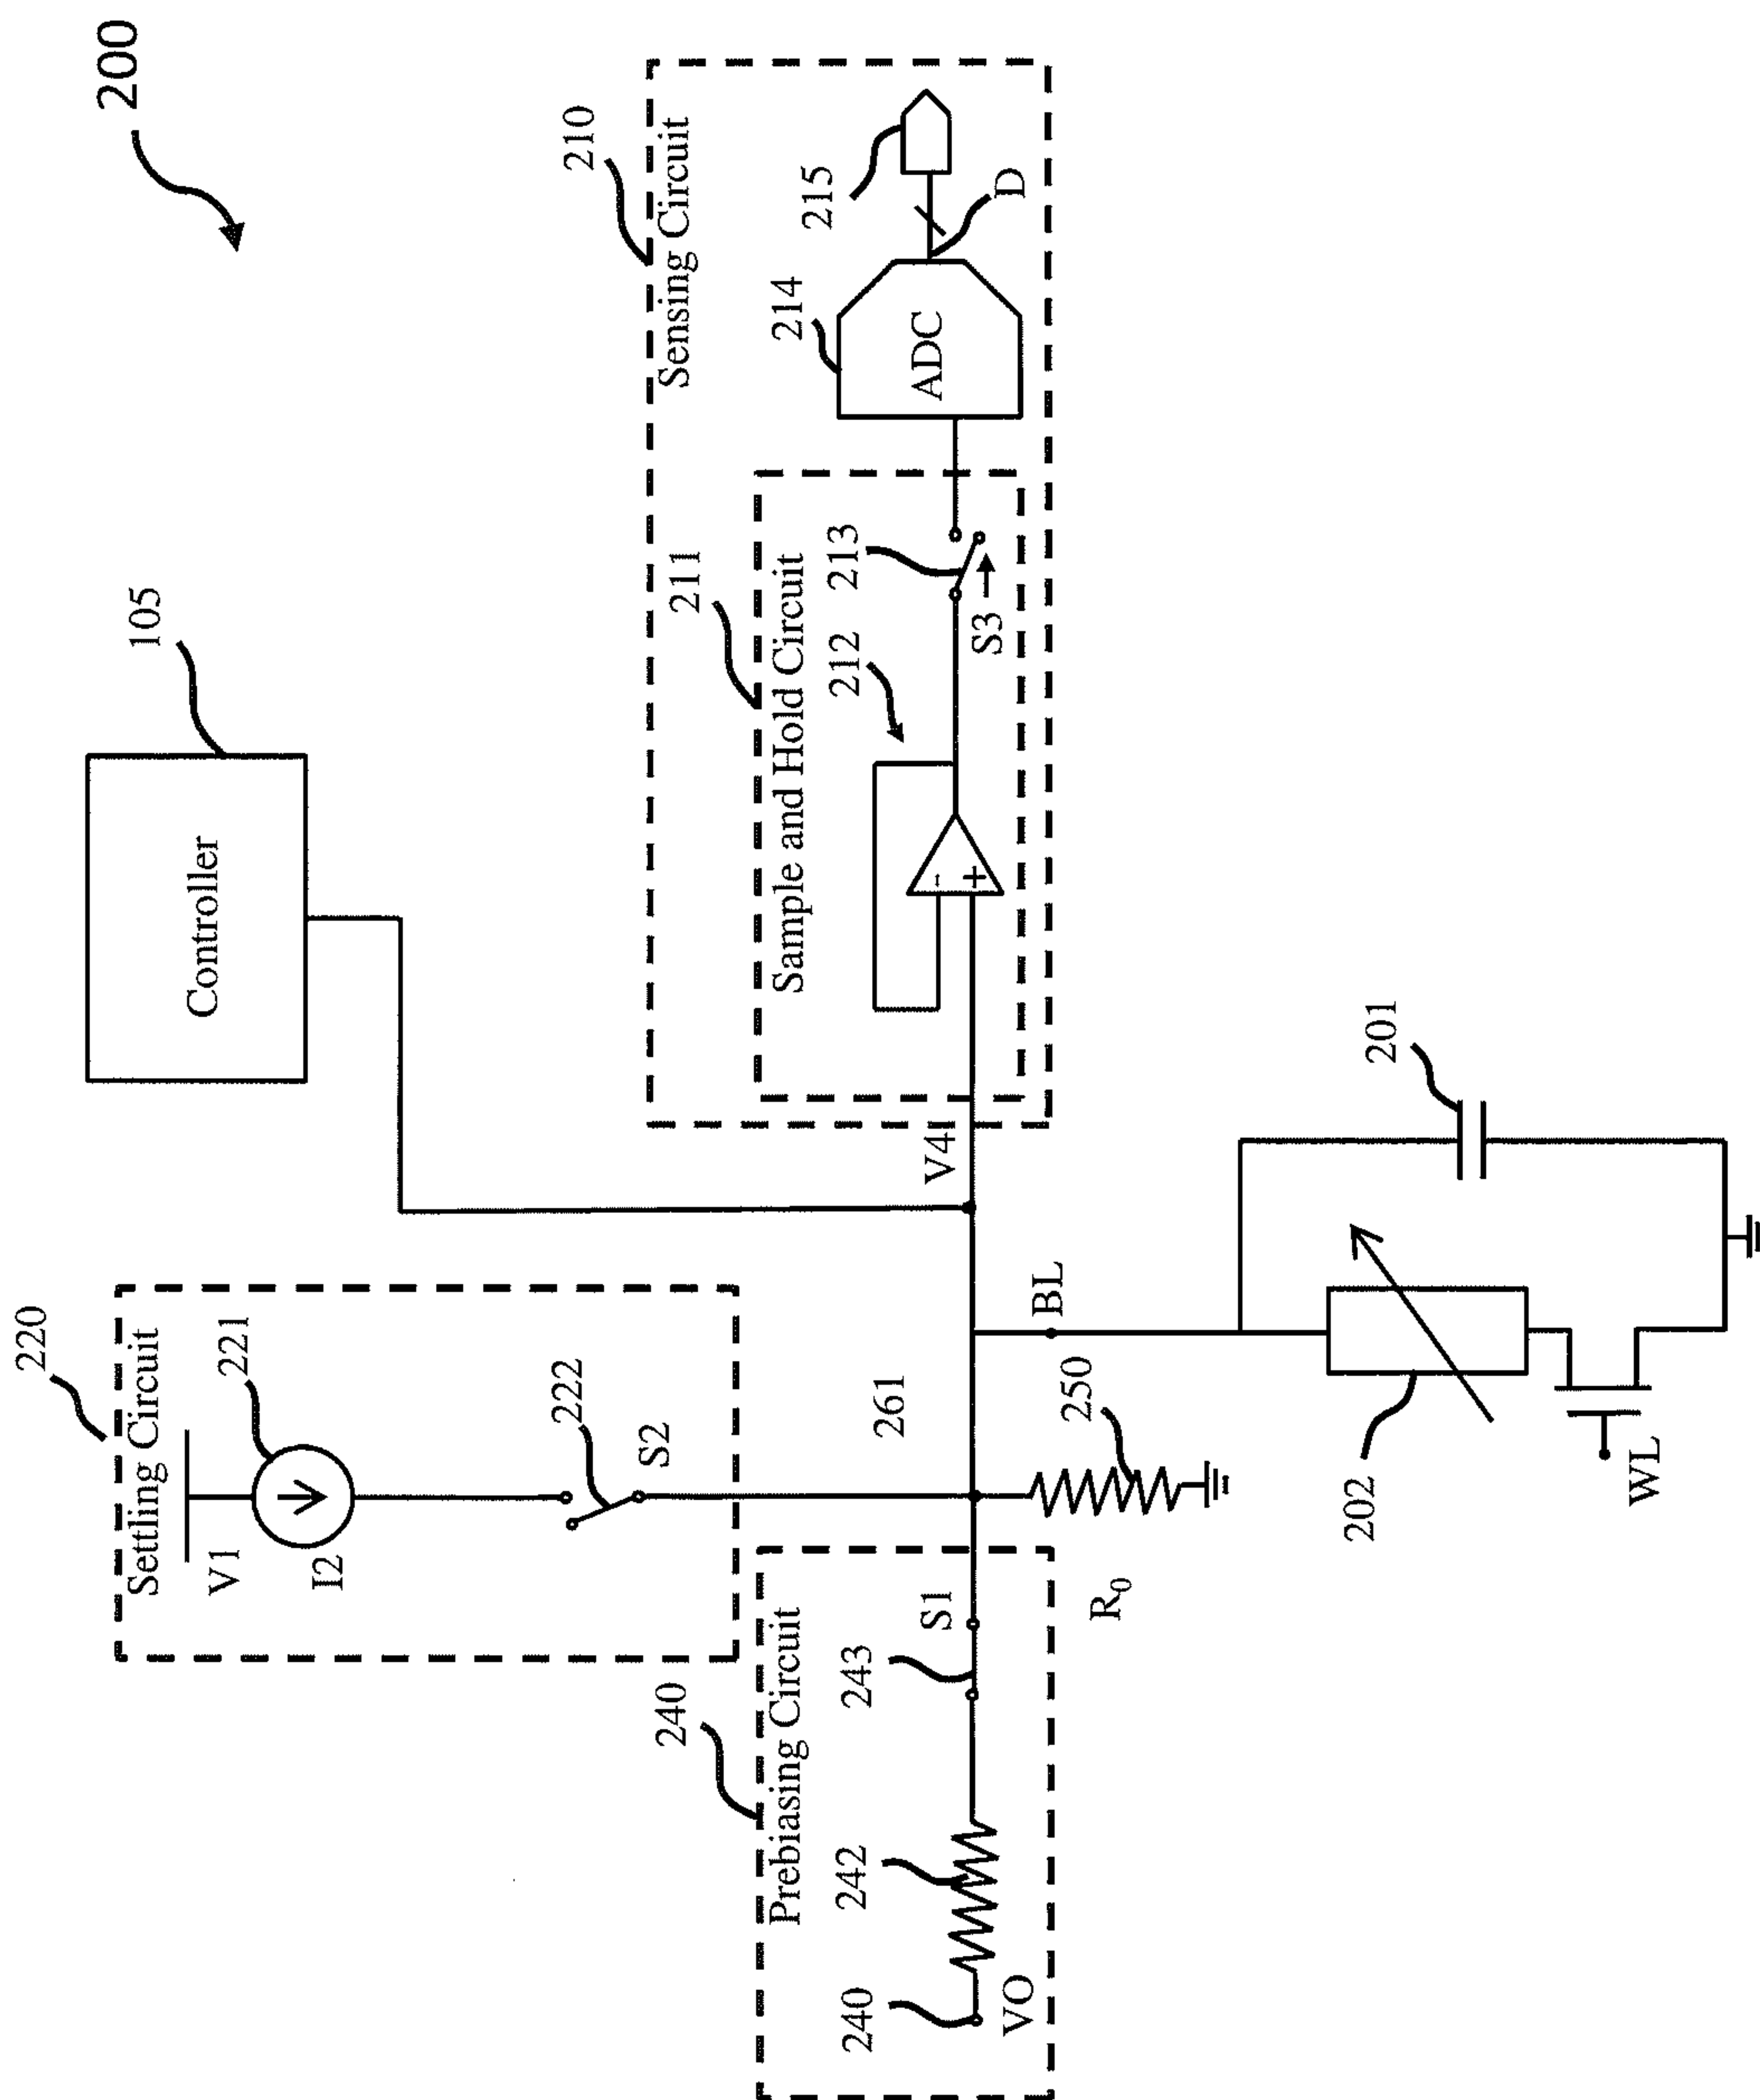 200
105
Controller
220
Settling Circuit
V1
221
I2
222
S2
210
Sensing Circuit
211
Sample and Hold Circuit
212
213
S3
214
ADC
215
D
V4
261
BL
240
Prebiasing Circuit
240
VO
242
243
S1
R0
250
202
WL
201